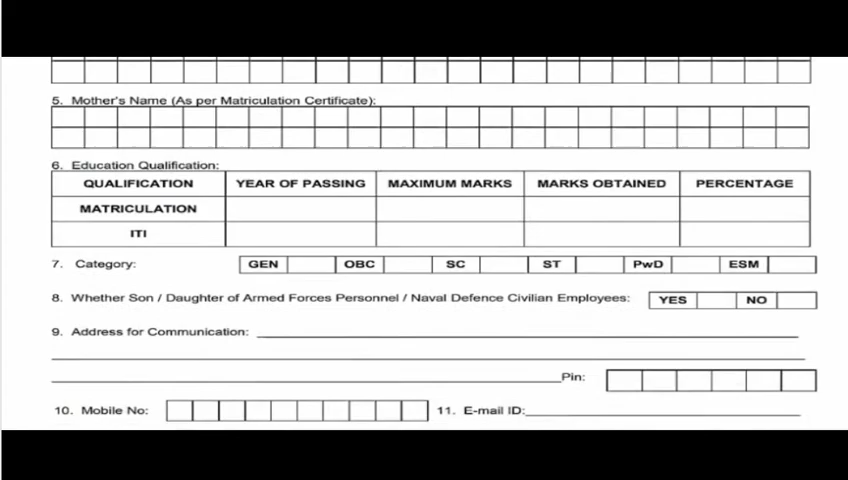 5. Mother's Name (As per Matriculation Certificate):
6. Education Qualification:
QUALIFICATION YEAR OF PASSING MAXIMUM MARKS MARKS OBTAINED PERCENTAGE
MATRICULATION
ITI
7. Category: GEN OBC SC ST PwD ESM
8. Whether Son / Daughter of Armed Forces Personnel / Naval Defence Civilian Employees: YES NO
9. Address for Communication:
Pin:
10. Mobile No: 11. E-mail ID: